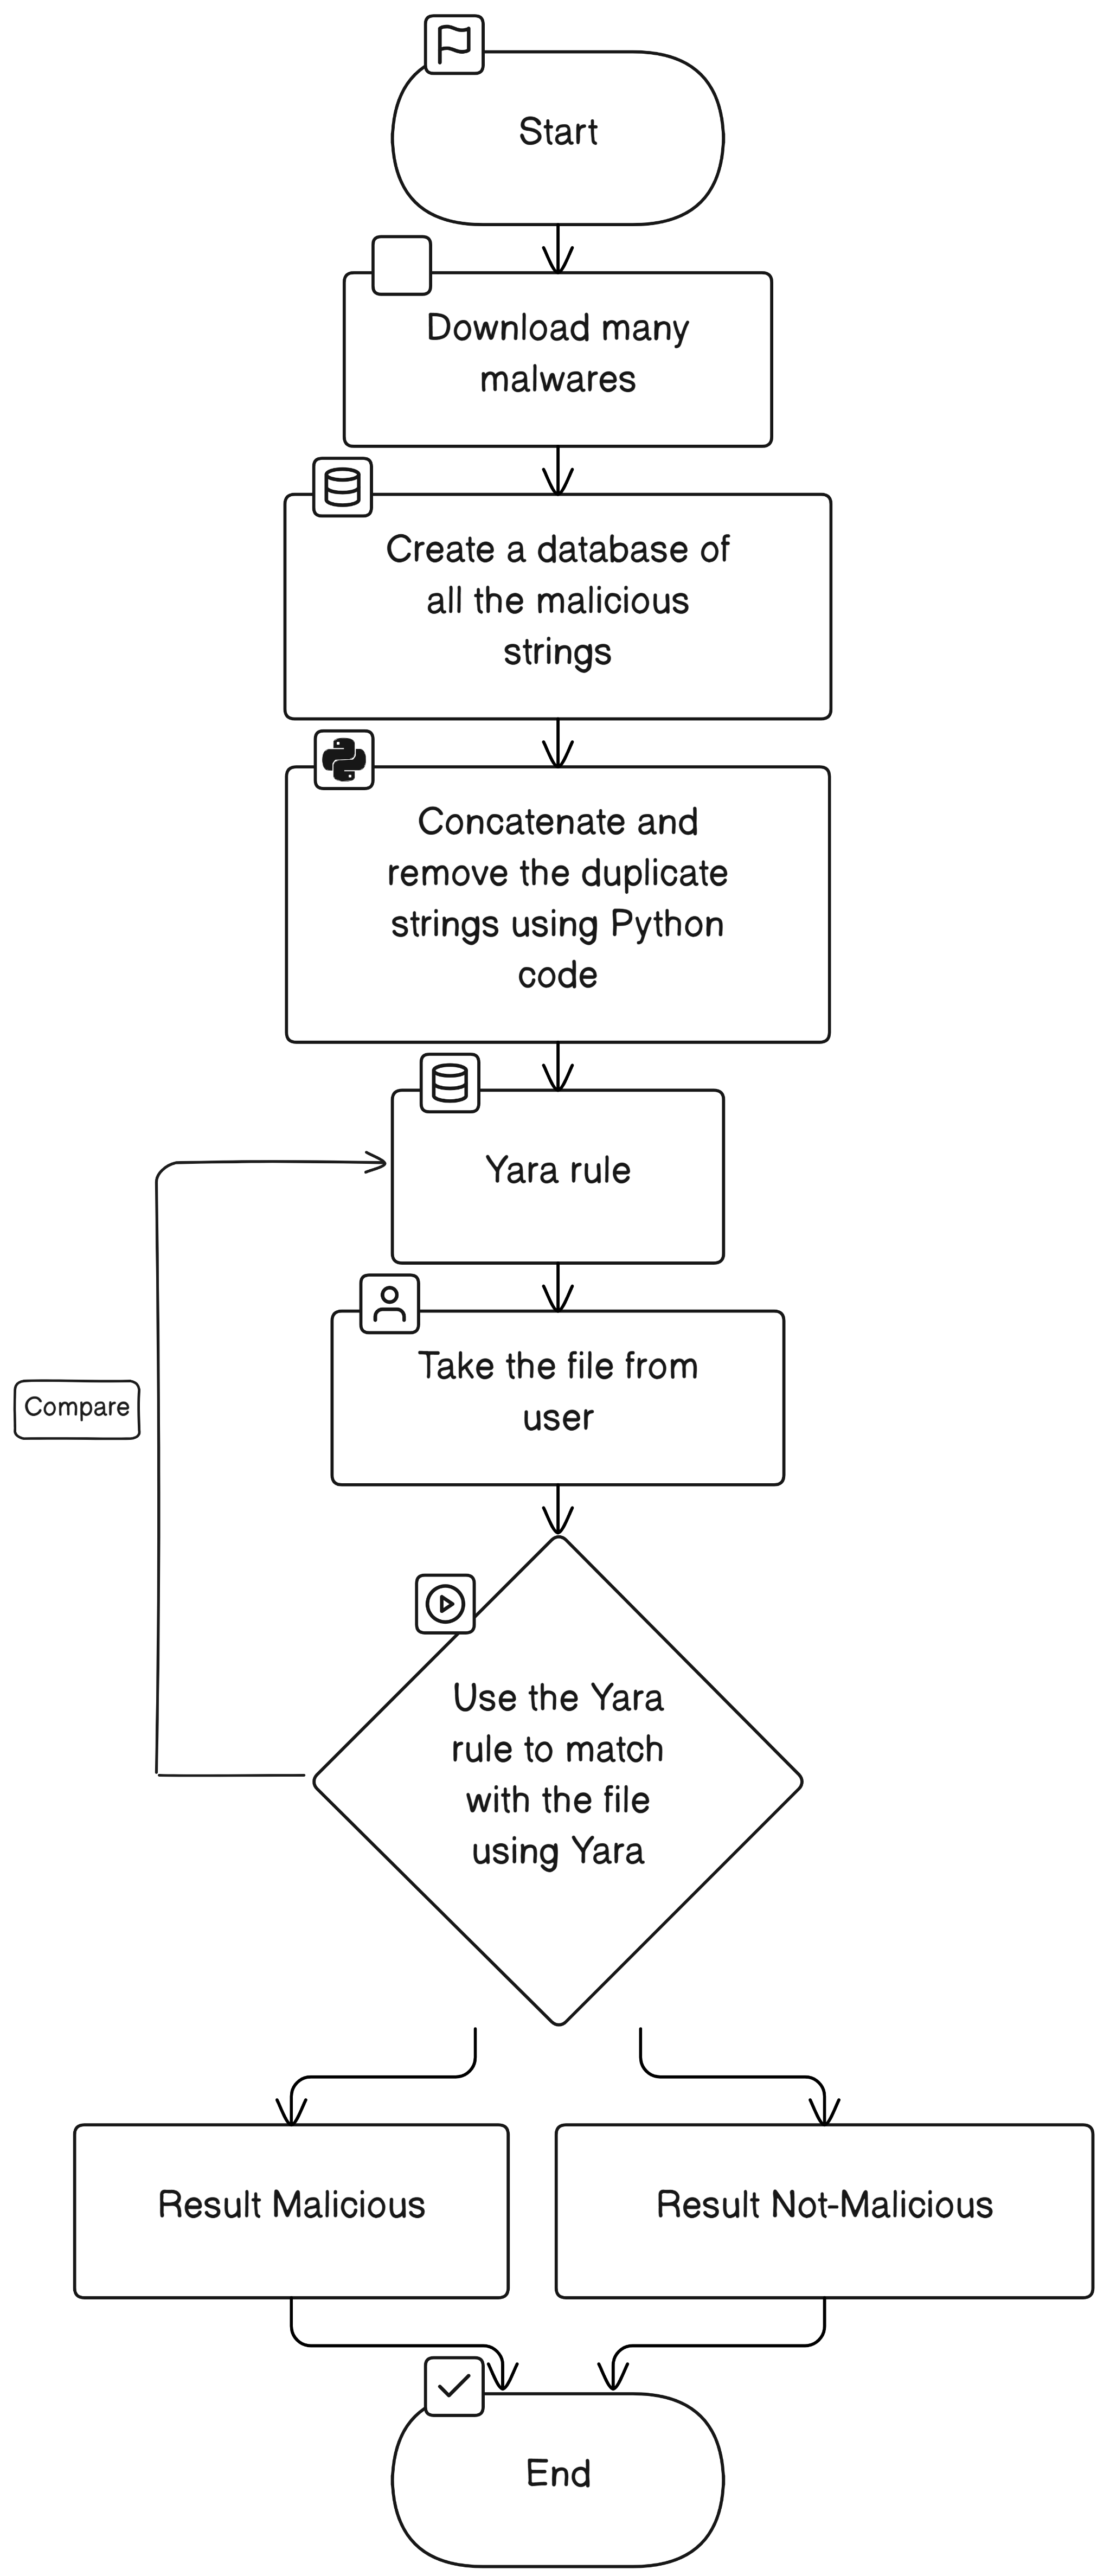 Start
Download many
malwares
Create a database of
all the malicious
strings
Concatenate and
remove the duplicate
strings using Python
code
Yara rule
Take the file from
user
Compare
Use the Yara
rule to match
with the file
using Yara
Result Malicious
Result Not-Malicious
End